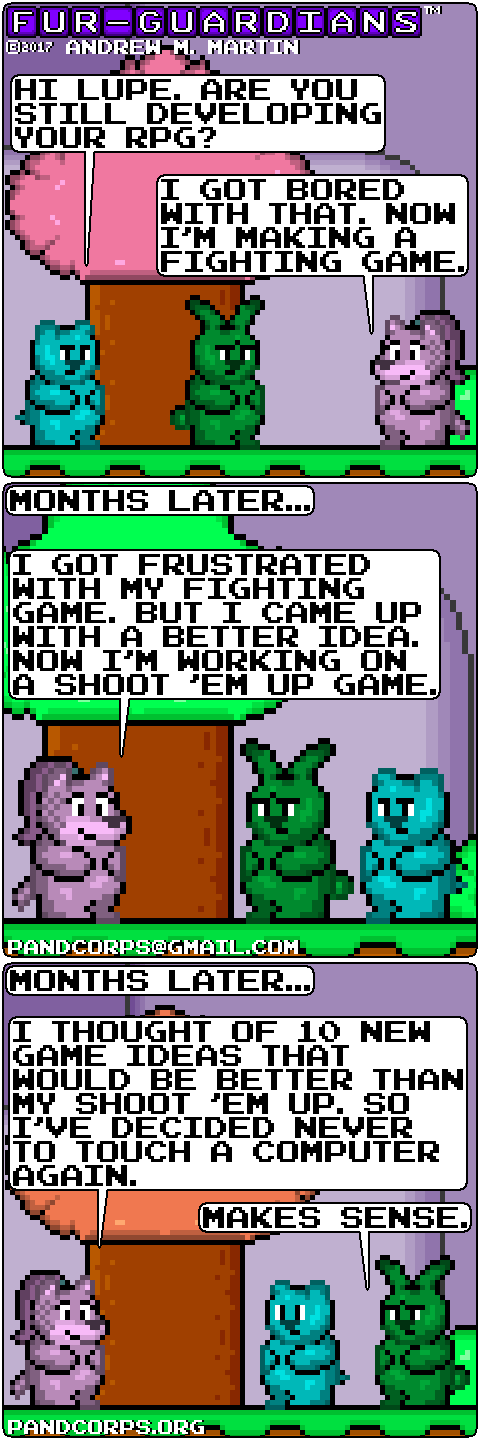 FUR-GUARDIANS™
©2017 ANDREW M. MARTIN
HI LUPE. ARE YOU
STILL DEVELOPING
YOUR RPG?
I GOT BORED
WITH THAT. NOW
I'M MAKING A
FIGHTING GAME.
MONTHS LATER...
I GOT FRUSTRATED
WITH MY FIGHTING
GAME. BUT I CAME UP
WITH A BETTER IDEA.
NOW I'M WORKING ON
A SHOOT 'EM UP GAME.
PANDCORPS@GMAIL.COM
MONTHS LATER...
I THOUGHT OF 10 NEW
GAME IDEAS THAT
WOULD BE BETTER THAN
MY SHOOT 'EM UP. SO
I'VE DECIDED NEVER
TO TOUCH A COMPUTER
AGAIN.
MAKES SENSE.
PANDCORPS.ORG